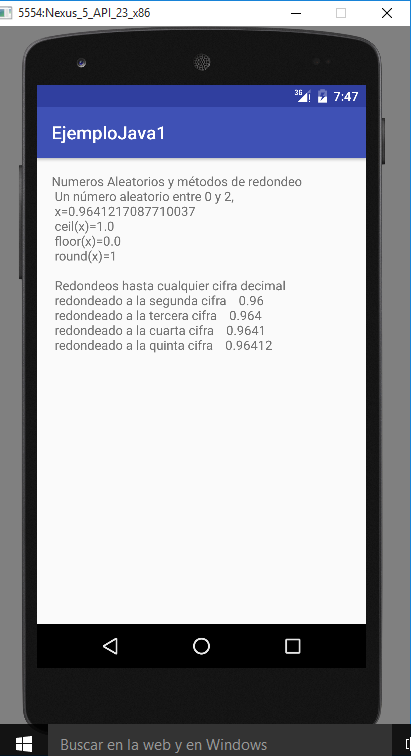 5554:Nexus_5_API_23_x86
3G 7:47
EjemploJava1
Numeros Aleatorios y métodos de redondeo
Un número aleatorio entre 0 y 2,
x=0.9641217087710037
ceil(x)=1.0
floor(x)=0.0
round(x)=1
Redondeos hasta cualquier cifra decimal
redondeado a la segunda cifra 0.96
redondeado a la tercera cifra 0.964
redondeado a la cuarta cifra 0.9641
redondeado a la quinta cifra 0.96412
Buscar en la web y en Windows